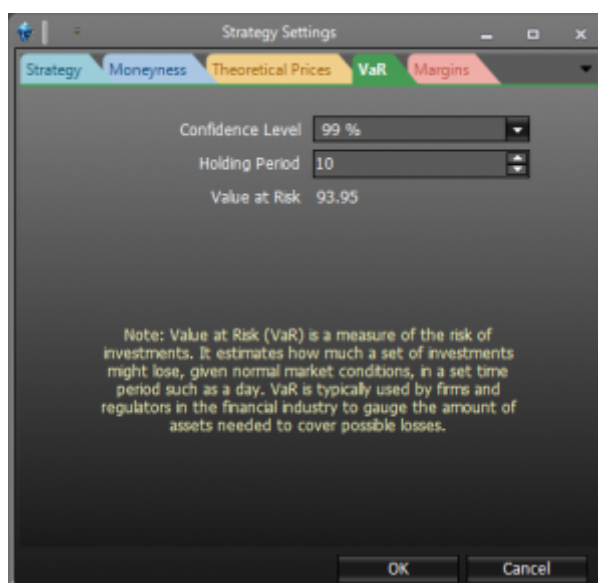 Strategy Settings
Strategy Moneyness Theoretical Prices VaR Margins
Confidence Level 99 %
Holding Period 10
Value at Risk 93.95
Note: Value at Risk (VaR) is a measure of the risk of
investments. It estimates how much a set of investments
might lose, given normal market conditions, in a set time
period such as a day. VaR is typically used by firms and
regulators in the financial industry to gauge the amount of
assets needed to cover possible losses.
OK Cancel